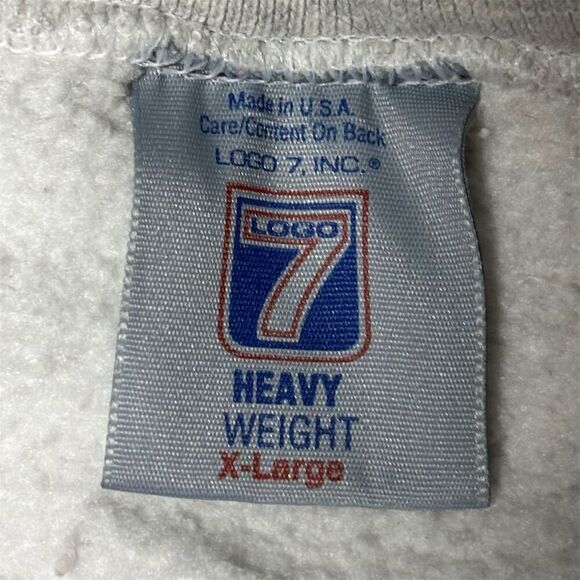 Made in U.S.A.
Care/Content On Back
LOGO 7, INC.®
LOGO
7
HEAVY
WEIGHT
X-Large